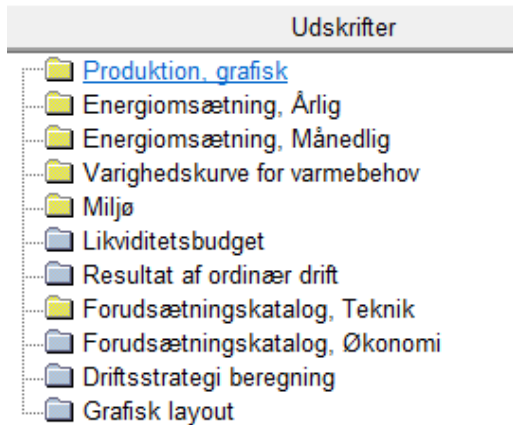 Udskrifter
Produktion, grafisk
Energiomsætning, Årlig
Energiomsætning, Månedlig
Varighedskurve for varmebehov
Miljø
Likviditetsbudget
Resultat af ordinær drift
Forudsætningskatalog, Teknik
Forudsætningskatalog, Økonomi
Driftsstrategi beregning
Grafisk layout